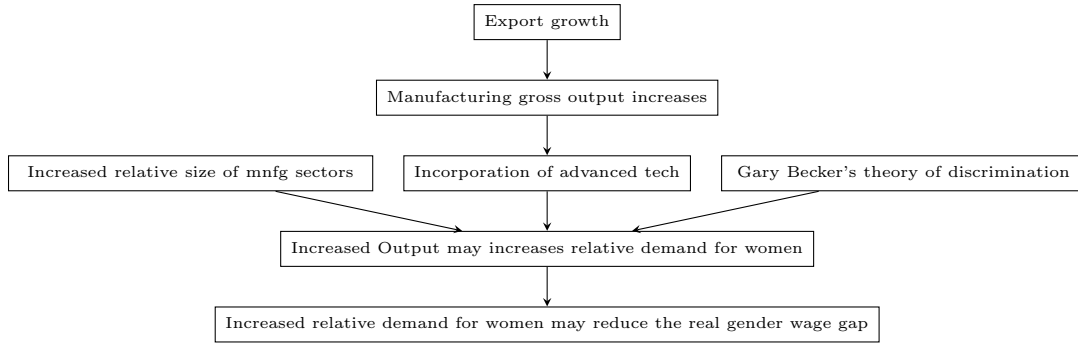 Export growth
Manufacturing gross output increases
Increased relative size of mnfg sectors
Incorporation of advanced tech
Gary Becker's theory of discrimination
Increased Output may increases relative demand for women
Increased relative demand for women may reduce the real gender wage gap